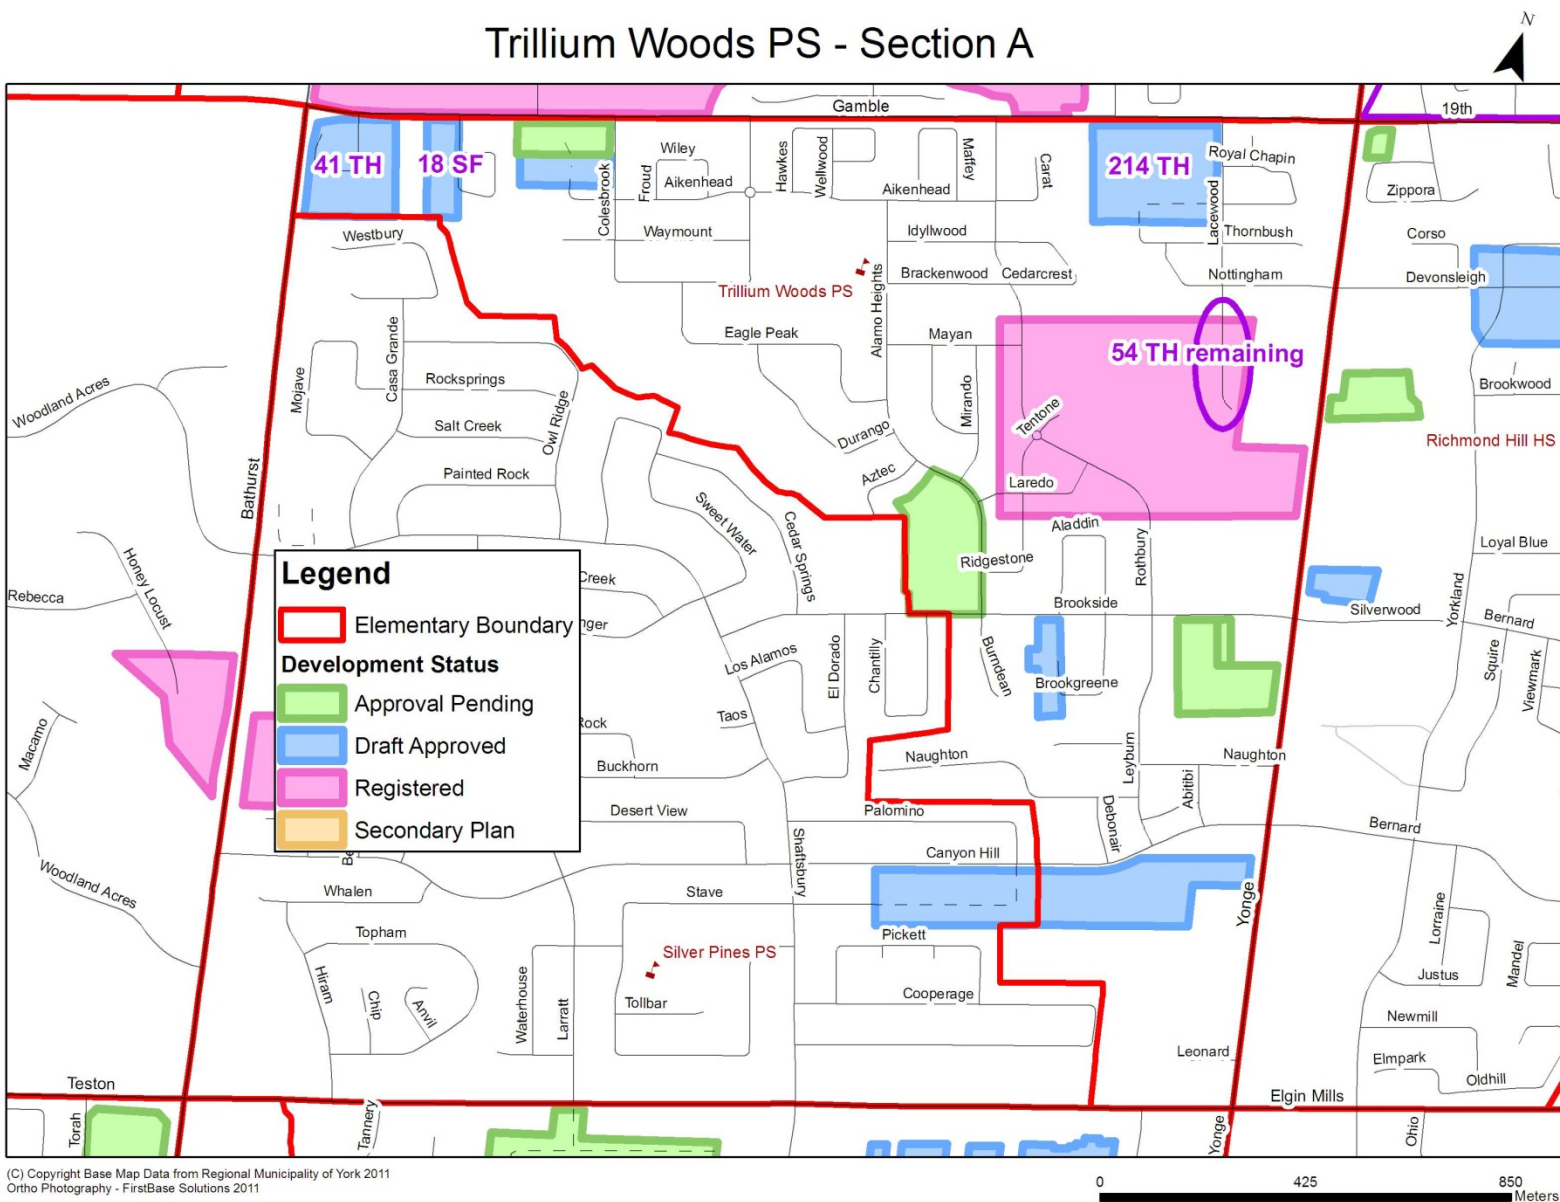 Trillium Woods PS - Section A
N
Gamble
19th
41 TH
18 SF
214 TH
Wiley
Aikenhead
Froud
Colesbrook
Hawkes
Wellwood
Maffey
Aikenhead
Carat
Royal Chapin
Lacewood
Zippora
Westbury
Waymount
Idyllwood
Thornbush
Corso
Trillium Woods PS
Alamo Heights
Brackenwood
Cedarcrest
Nottingham
Devonsleigh
Eagle Peak
Mayan
54 TH remaining
Woodland Acres
Mojave
Casa Grande
Rocksprings
Owl Ridge
Salt Creek
Durango
Mirando
Tentone
Brookwood
Richmond Hill HS
Bathurst
Painted Rock
Sweet Water
Cedar Springs
Aztec
Laredo
Aladdin
Rothbury
Loyal Blue
Honey Locust
Rebecca
Ridgestone
Creek
nger
Brookside
Silverwood
Yorkland
Bernard
Legend
Elementary Boundary
Development Status
Approval Pending
Draft Approved
Registered
Secondary Plan
Los Alamos
El Dorado
Chantilly
Burndean
Brookgreene
Squire
Viewmark
Macamo
Rock
Taos
Buckhorn
Naughton
Leyburn
Naughton
Abitibi
Desert View
Palomino
Debonair
Bernard
Be
Shaftsbury
Canyon Hill
Woodland Acres
Whalen
Stave
Yonge
Lorraine
Topham
Pickett
Silver Pines PS
Hiram
Chip
Anvil
Waterhouse
Larratt
Tollbar
Cooperage
Justus
Mandel
Newmill
Leonard
Elmpark
Oldhill
Teston
Elgin Mills
Torah
Tannery
Yonge
Ohio
(C) Copyright Base Map Data from Regional Municipality of York 2011
Ortho Photography - FirstBase Solutions 2011
0 425 850
Meters